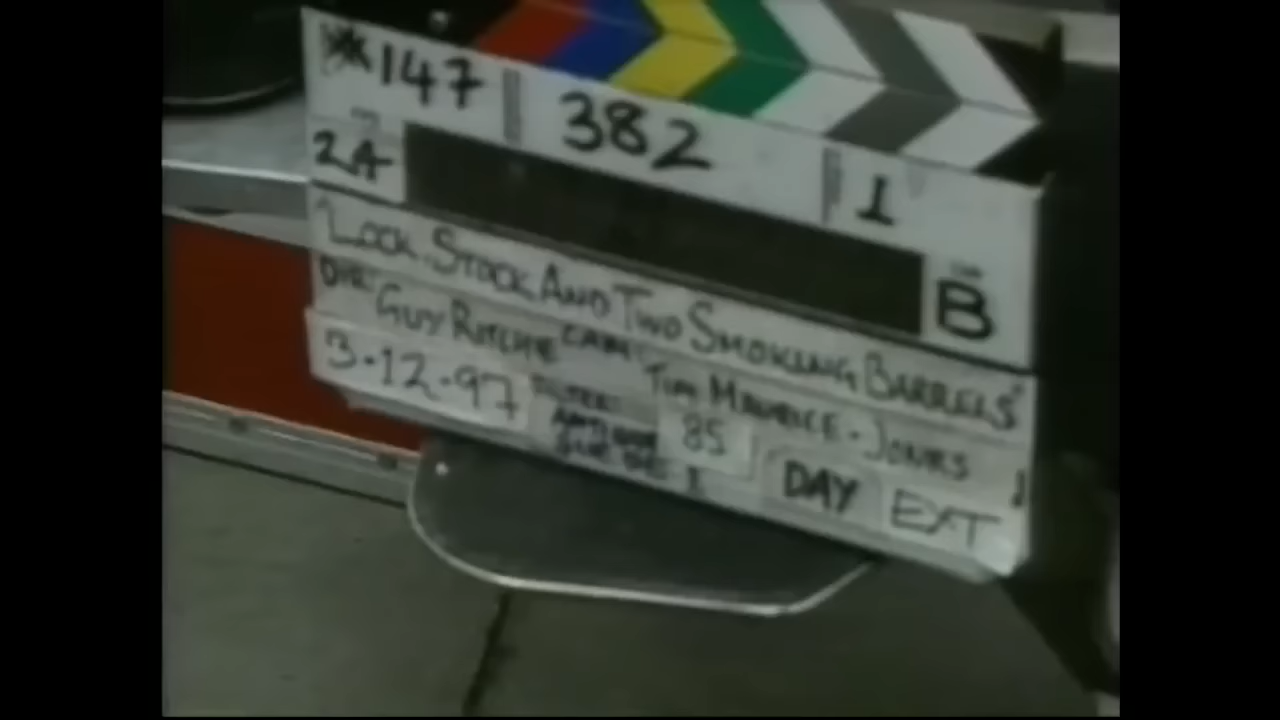 147 382 1
2A B
"LOCK, STOCK AND TWO SMOKING BARRELS"
DIR: GUY RITCHIE CAM: TIM MAURICE-JONES
3-12-97 FILTER: 85 DAY EXT